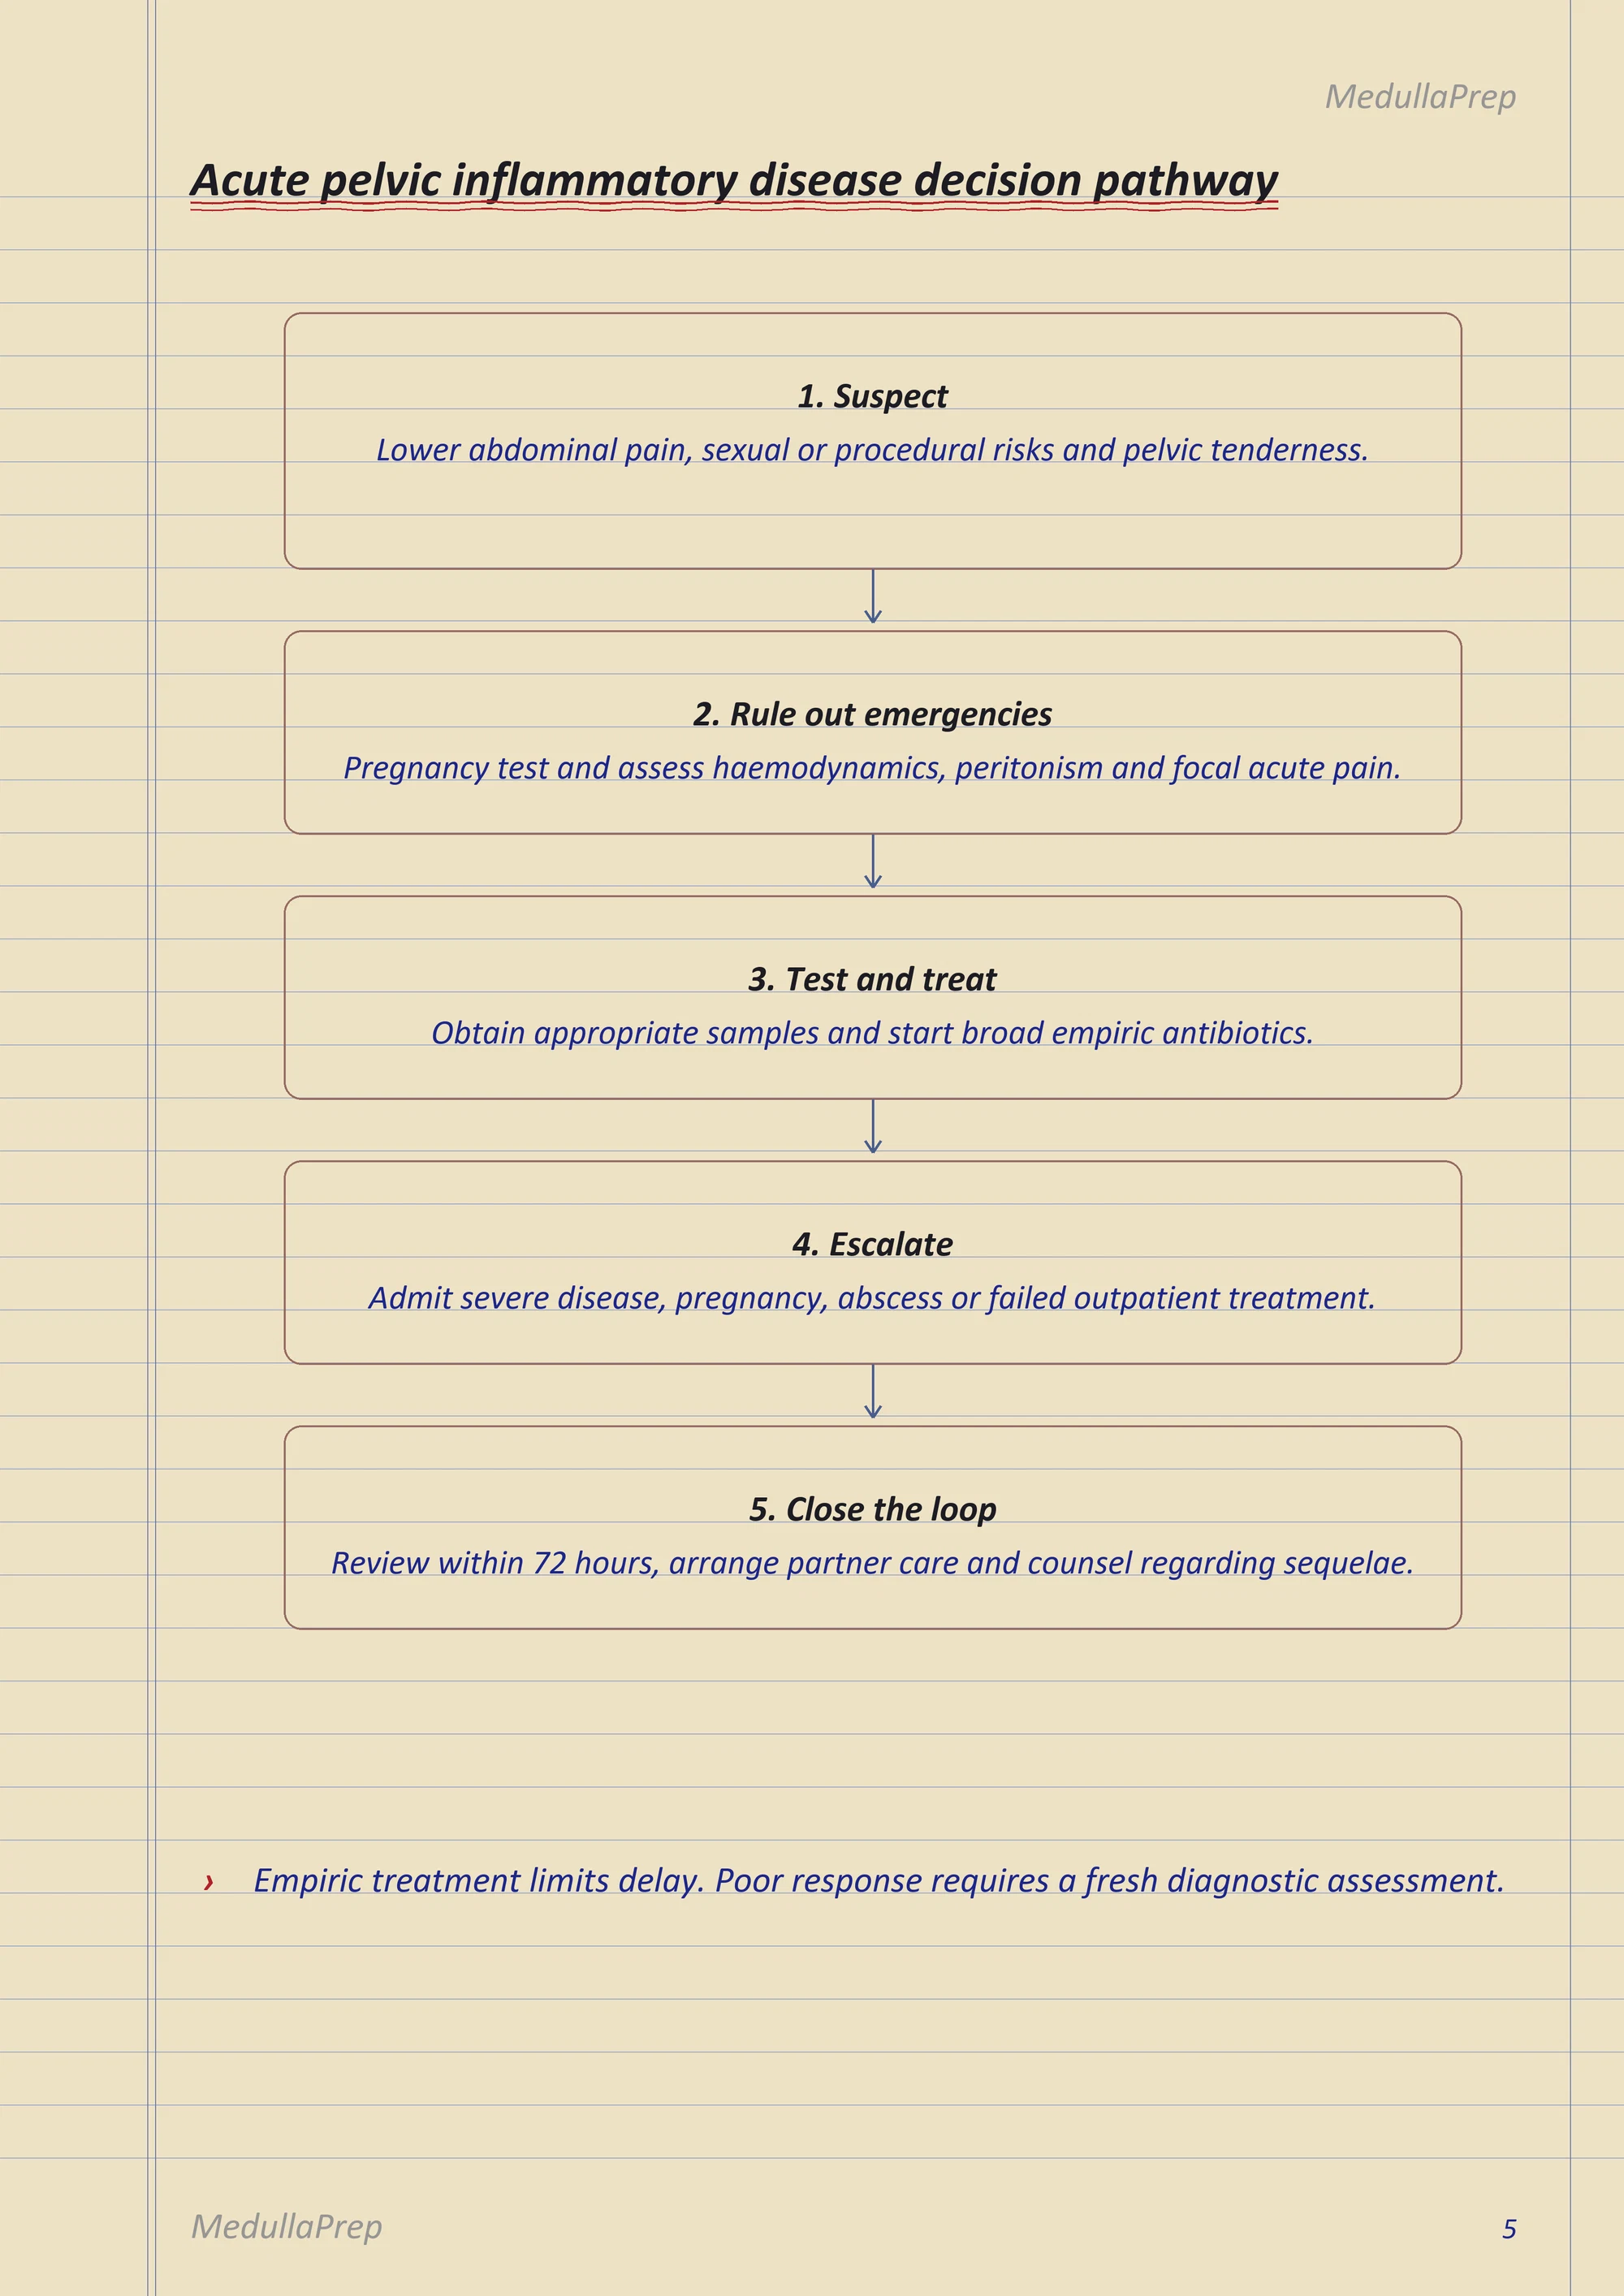 MedullaPrep
Acute pelvic inflammatory disease decision pathway
1. Suspect
Lower abdominal pain, sexual or procedural risks and pelvic tenderness.
2. Rule out emergencies
Pregnancy test and assess haemodynamics, peritonism and focal acute pain.
3. Test and treat
Obtain appropriate samples and start broad empiric antibiotics.
4. Escalate
Admit severe disease, pregnancy, abscess or failed outpatient treatment.
5. Close the loop
Review within 72 hours, arrange partner care and counsel regarding sequelae.
› Empiric treatment limits delay. Poor response requires a fresh diagnostic assessment.
MedullaPrep
5